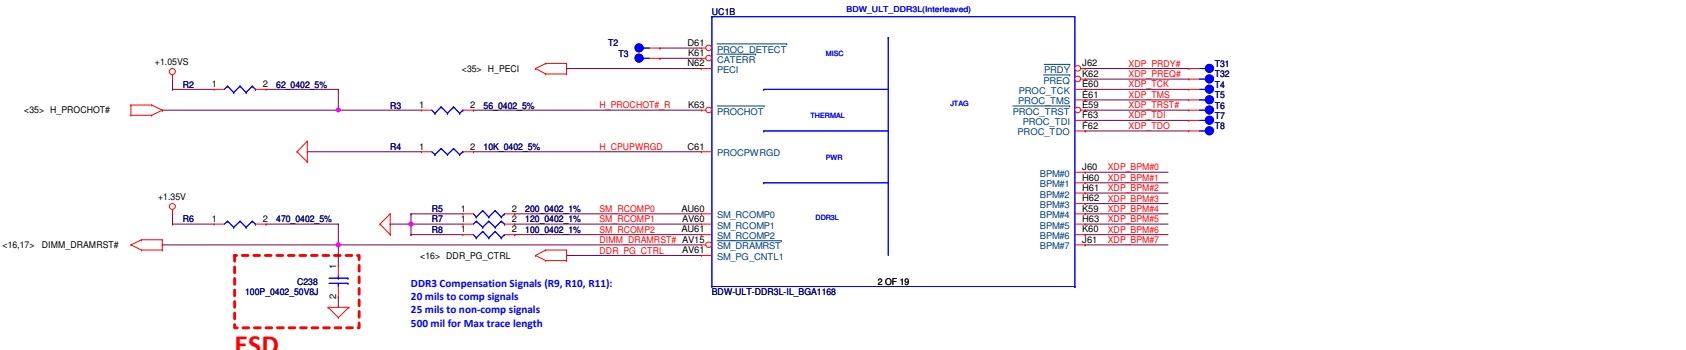 UC1B
BDW_ULT_DDR3L(Interleaved)
T2 D61 PROC_DETECT MISC
T3 K61 CATERR
<35> H_PECI N62 PECI
+1.05VS
R2 1 2 62_0402_5%
<35> H_PROCHOT#
R3 1 2 56_0402_5% H_PROCHOT#_R K63 PROCHOT
THERMAL
R4 1 2 10K_0402_5% H_CPUPWRGD C61 PROCPWRGD
PWR
+1.35V
R6 1 2 470_0402_5%
R5 1 2 200_0402_1% SM_RCOMP0 AU60 SM_RCOMP0
R7 1 2 120_0402_1% SM_RCOMP1 AV60 SM_RCOMP1
R8 1 2 100_0402_1% SM_RCOMP2 AU61 SM_RCOMP2
DDR3L
<16,17> DIMM_DRAMRST# DIMM_DRAMRST# AV15 SM_DRAMRST
<16> DDR_PG_CTRL DDR_PG_CTRL AV61 SM_PG_CNTL1
JTAG
PRDY J62 XDP_PRDY# T31
PREQ K62 XDP_PREQ# T32
PROC_TCK E60 XDP_TCK T4
PROC_TMS E61 XDP_TMS T5
PROC_TRST E59 XDP_TRST# T6
PROC_TDI F63 XDP_TDI T7
PROC_TDO F62 XDP_TDO T8
BPM#0 J60 XDP_BPM#0
BPM#1 H60 XDP_BPM#1
BPM#2 H61 XDP_BPM#2
BPM#3 H62 XDP_BPM#3
BPM#4 K59 XDP_BPM#4
BPM#5 H63 XDP_BPM#5
BPM#6 K60 XDP_BPM#6
BPM#7 J61 XDP_BPM#7
2 OF 19
BDW-ULT-DDR3L-IL_BGA1168
1
C238
100P_0402_50V8J
2
ESD
DDR3 Compensation Signals (R9, R10, R11):
20 mils to comp signals
25 mils to non-comp signals
500 mil for Max trace length